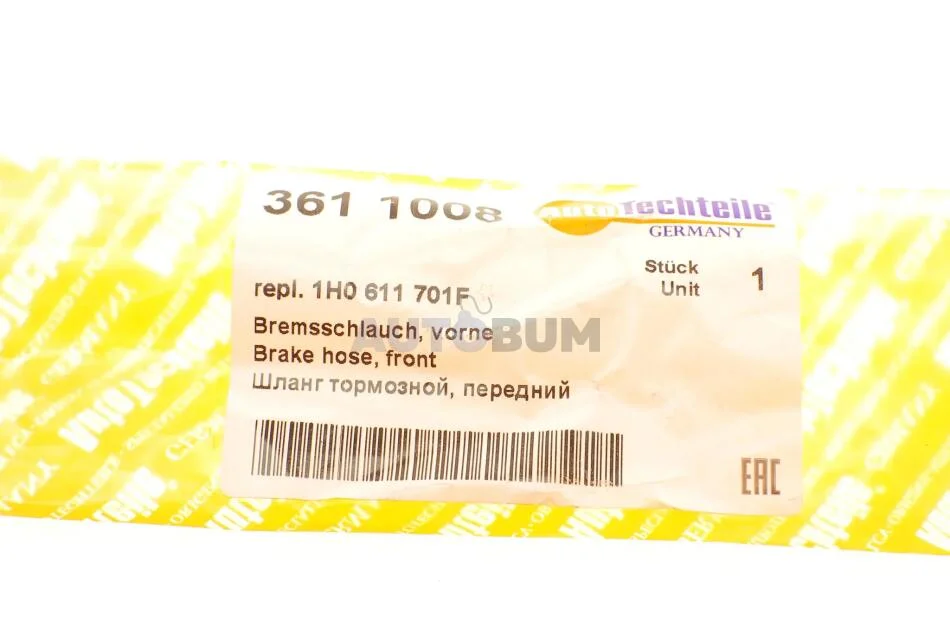 361 1008
AutoTechteile
GERMANY
Stück 1
Unit
repl. 1H0 611 701F
AUTOBUM
Bremsschlauch, vorne
Brake hose, front
Шланг тормозной, передний
EAC